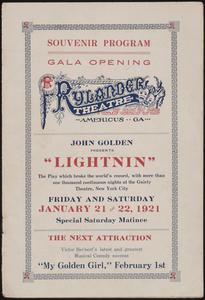 SOUVENIR PROGRAM
GALA OPENING
RYLANDER
THEATRE
AMERICUS - GA
JOHN GOLDEN
PRESENTS
"LIGHTNIN"
The Play which broke the world's record, with more than
one thousand continuous nights at the Gaiety
Theatre, New York City
FRIDAY AND SATURDAY
JANUARY 21 AND 22, 1921
Special Saturday Matinee
THE NEXT ATTRACTION
Victor Herbert's latest and greatest
Musical Comedy success
"My Golden Girl," February 1st